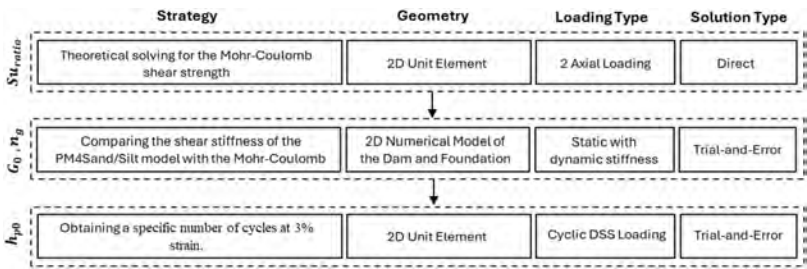 Strategy Geometry Loading Type Solution Type
Su_ratio
Theoretical solving for the Mohr-Coulomb
shear strength
2D Unit Element
2 Axial Loading
Direct
G_0, n_g
Comparing the shear stiffness of the
PM4Sand/Silt model with the Mohr-Coulomb
2D Numerical Model of
the Dam and Foundation
Static with
dynamic stiffness
Trial-and-Error
h_p0
Obtaining a specific number of cycles at 3%
strain.
2D Unit Element
Cyclic DSS Loading
Trial-and-Error